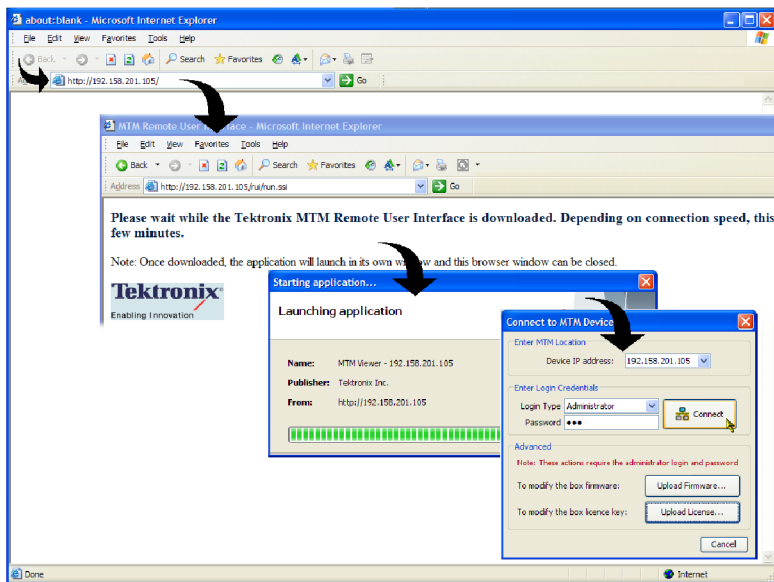 about:blank - Microsoft Internet Explorer
File Edit View Favorites Tools Help
Back Search Favorites
http://192.158.201.105/ Go
MTM Remote User Interface - Microsoft Internet Explorer
File Edit View Favorites Tools Help
Back Search Favorites
Address http://192.158.201.105/rui/run.ssi Go
Please wait while the Tektronix MTM Remote User Interface is downloaded. Depending on connection speed, this
few minutes.
Note: Once downloaded, the application will launch in its own window and this browser window can be closed.
Tektronix
Enabling Innovation
Starting application...
Launching application
Name: MTM Viewer - 192.158.201.105
Publisher: Tektronix Inc.
From: http://192.158.201.105
Connect to MTM Device
Enter MTM Location
Device IP address: 192.158.201.105
Enter Login Credentials
Login Type Administrator
Password ●●●
Connect
Advanced
Note: These actions require the administrator login and password
To modify the box firmware: Upload Firmware...
To modify the box licence key: Upload License...
Cancel
Done
Internet